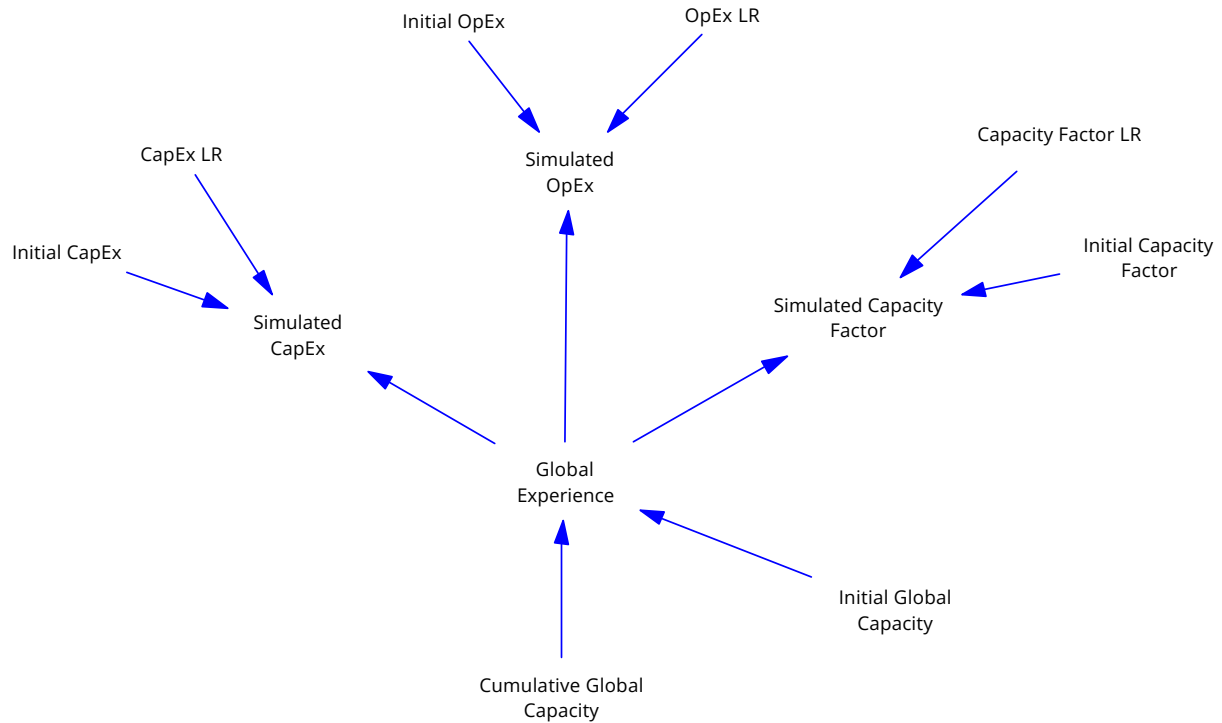 Initial OpEx
OpEx LR
Capacity Factor LR
CapEx LR
Simulated
OpEx
Initial CapEx
Initial Capacity
Factor
Simulated Capacity
Factor
Simulated
CapEx
Global
Experience
Initial Global
Capacity
Cumulative Global
Capacity